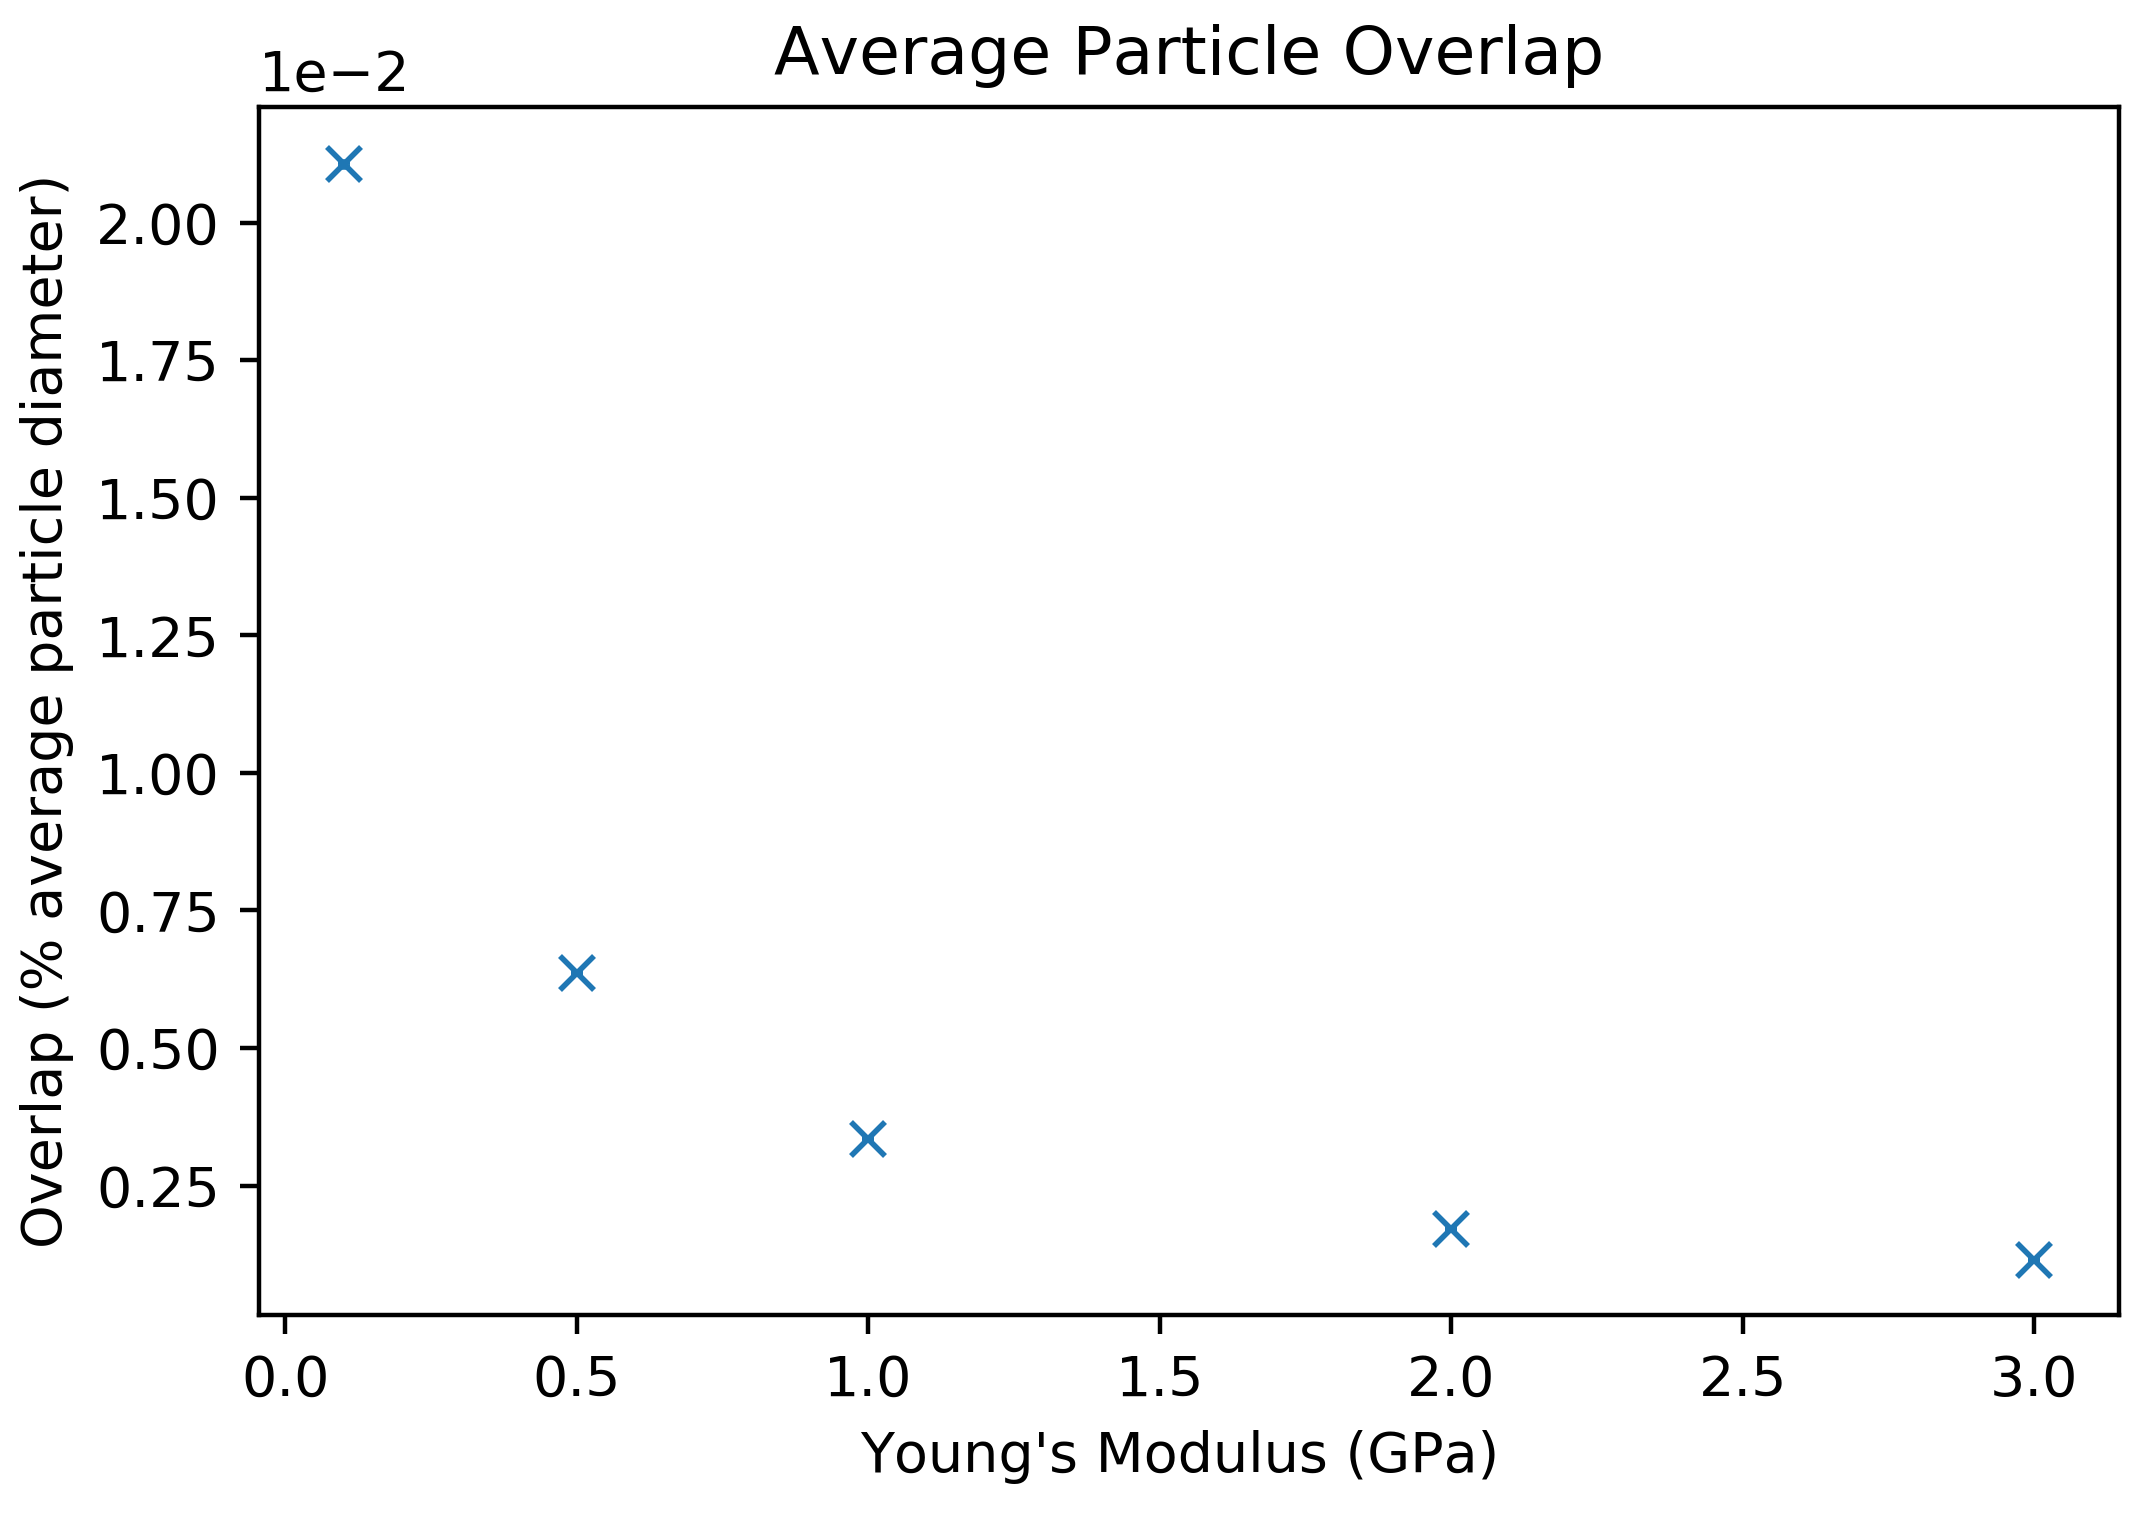 Average Particle Overlap
1e−2
Overlap (% average particle diameter)
2.00
1.75
1.50
1.25
1.00
0.75
0.50
0.25
0.0 0.5 1.0 1.5 2.0 2.5 3.0
Young's Modulus (GPa)